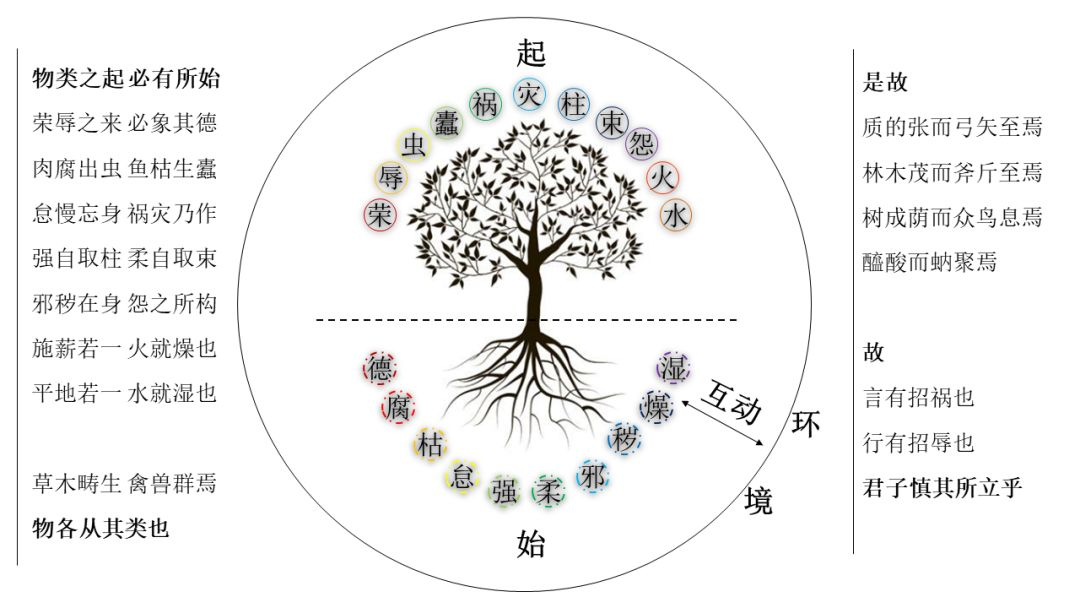 物类之起 必有所始
荣辱之来 必象其德
肉腐出虫 鱼枯生蠹
怠慢忘身 祸灾乃作
强自取柱 柔自取束
邪秽在身 怨之所构
施薪若一 火就燥也
平地若一 水就湿也
草木畴生 禽兽群焉
物各从其类也
起
荣
辱
虫
蠹
祸
灾
柱
束
怨
火
水
德
腐
枯
怠
强
柔
邪
秽
燥
湿
始
互动
环
境
是故
质的张而弓矢至焉
林木茂而斧斤至焉
树成荫而众鸟息焉
醯酸而蚋聚焉
故
言有招祸也
行有招辱也
君子慎其所立乎